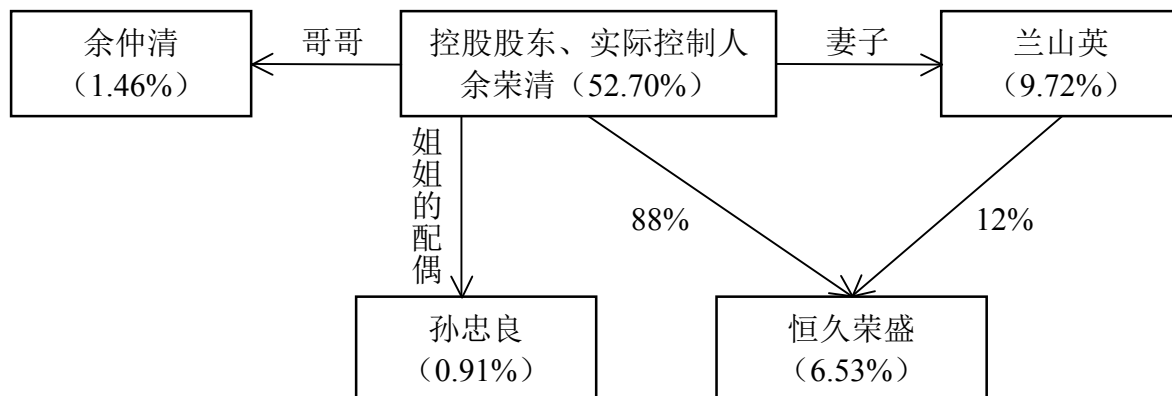 余仲清
（1.46%）
哥哥
控股股东、实际控制人
余荣清（52.70%）
妻子
兰山英
（9.72%）
姐姐的配偶
88%
12%
孙忠良
（0.91%）
恒久荣盛
（6.53%）